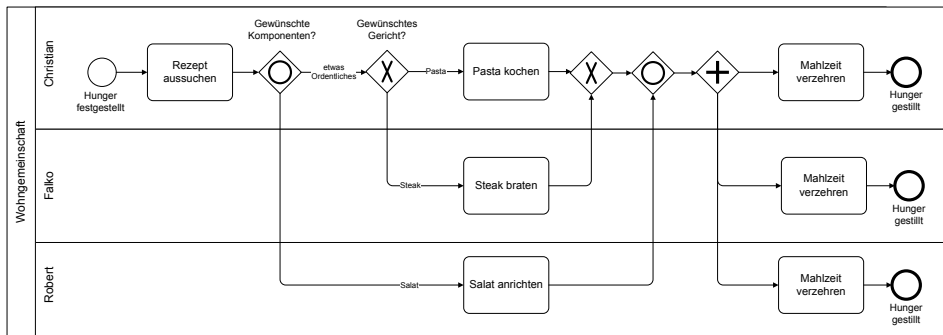 Wohngemeinschaft
Christian
Hunger
festgestellt
Rezept
aussuchen
Gewünschte
Komponenten?
etwas
Ordentliches
Gewünschtes
Gericht?
Pasta
Pasta kochen
Mahlzeit
verzehren
Hunger
gestillt
Falko
Steak
Steak braten
Mahlzeit
verzehren
Hunger
gestillt
Robert
Salat
Salat anrichten
Mahlzeit
verzehren
Hunger
gestillt